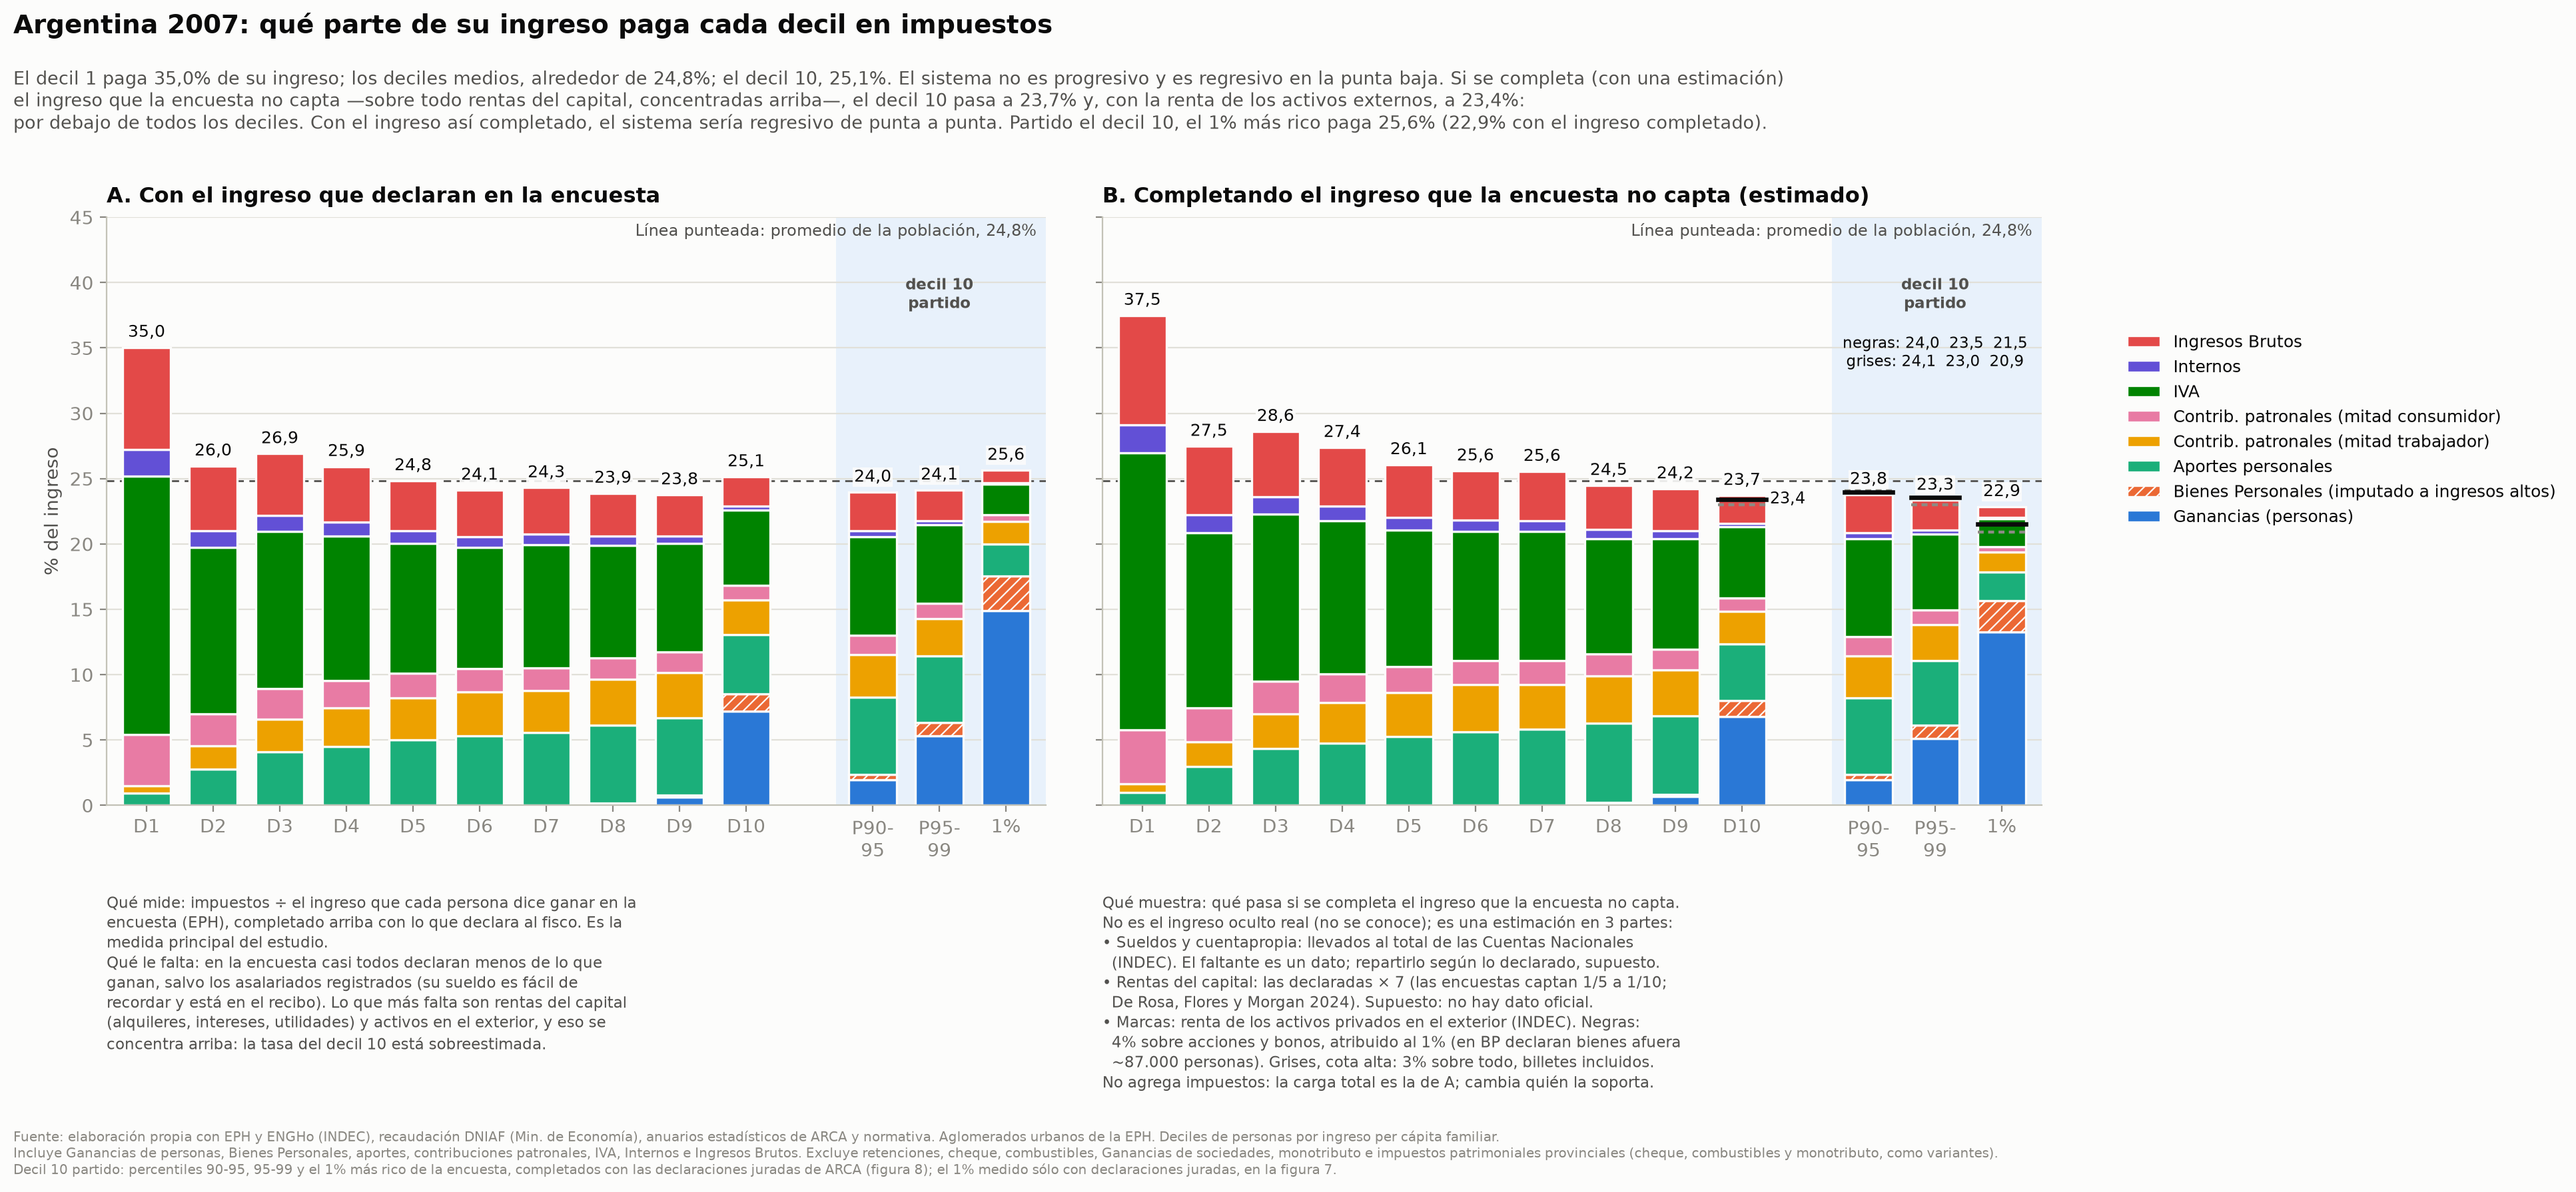 Argentina 2007: qué parte de su ingreso paga cada decil en impuestos
El decil 1 paga 35,0% de su ingreso; los deciles medios, alrededor de 24,8%; el decil 10, 25,1%. El sistema no es progresivo y es regresivo en la punta baja. Si se completa (con una estimación)
el ingreso que la encuesta no capta —sobre todo rentas del capital, concentradas arriba—, el decil 10 pasa a 23,7% y, con la renta de los activos externos, a 23,4%:
por debajo de todos los deciles. Con el ingreso así completado, el sistema sería regresivo de punta a punta. Partido el decil 10, el 1% más rico paga 25,6% (22,9% con el ingreso completado).
A. Con el ingreso que declaran en la encuesta
Línea punteada: promedio de la población, 24,8%
decil 10
partido
% del ingreso
45
40
35
30
25
20
15
10
5
0
35,0
26,0
26,9
25,9
24,8
24,1
24,3
23,9
23,8
25,1
24,0
24,1
25,6
D1
D2
D3
D4
D5
D6
D7
D8
D9
D10
P90-
95
P95-
99
1%
Qué mide: impuestos ÷ el ingreso que cada persona dice ganar en la
encuesta (EPH), completado arriba con lo que declara al fisco. Es la
medida principal del estudio.
Qué le falta: en la encuesta casi todos declaran menos de lo que
ganan, salvo los asalariados registrados (su sueldo es fácil de
recordar y está en el recibo). Lo que más falta son rentas del capital
(alquileres, intereses, utilidades) y activos en el exterior, y eso se
concentra arriba: la tasa del decil 10 está sobreestimada.
B. Completando el ingreso que la encuesta no capta (estimado)
Línea punteada: promedio de la población, 24,8%
decil 10
partido
negras: 24,0 23,5 21,5
grises: 24,1 23,0 20,9
37,5
27,5
28,6
27,4
26,1
25,6
25,6
24,5
24,2
23,7
23,4
23,8
23,3
22,9
D1
D2
D3
D4
D5
D6
D7
D8
D9
D10
P90-
95
P95-
99
1%
Qué muestra: qué pasa si se completa el ingreso que la encuesta no capta.
No es el ingreso oculto real (no se conoce); es una estimación en 3 partes:
• Sueldos y cuentapropia: llevados al total de las Cuentas Nacionales
(INDEC). El faltante es un dato; repartirlo según lo declarado, supuesto.
• Rentas del capital: las declaradas × 7 (las encuestas captan 1/5 a 1/10;
De Rosa, Flores y Morgan 2024). Supuesto: no hay dato oficial.
• Marcas: renta de los activos privados en el exterior (INDEC). Negras:
4% sobre acciones y bonos, atribuido al 1% (en BP declaran bienes afuera
~87.000 personas). Grises, cota alta: 3% sobre todo, billetes incluidos.
No agrega impuestos: la carga total es la de A; cambia quién la soporta.
Ingresos Brutos
Internos
IVA
Contrib. patronales (mitad consumidor)
Contrib. patronales (mitad trabajador)
Aportes personales
Bienes Personales (imputado a ingresos altos)
Ganancias (personas)
Fuente: elaboración propia con EPH y ENGHo (INDEC), recaudación DNIAF (Min. de Economía), anuarios estadísticos de ARCA y normativa. Aglomerados urbanos de la EPH. Deciles de personas por ingreso per cápita familiar.
Incluye Ganancias de personas, Bienes Personales, aportes, contribuciones patronales, IVA, Internos e Ingresos Brutos. Excluye retenciones, cheque, combustibles, Ganancias de sociedades, monotributo e impuestos patrimoniales provinciales (cheque, combustibles y monotributo, como variantes).
Decil 10 partido: percentiles 90-95, 95-99 y el 1% más rico de la encuesta, completados con las declaraciones juradas de ARCA (figura 8); el 1% medido sólo con declaraciones juradas, en la figura 7.